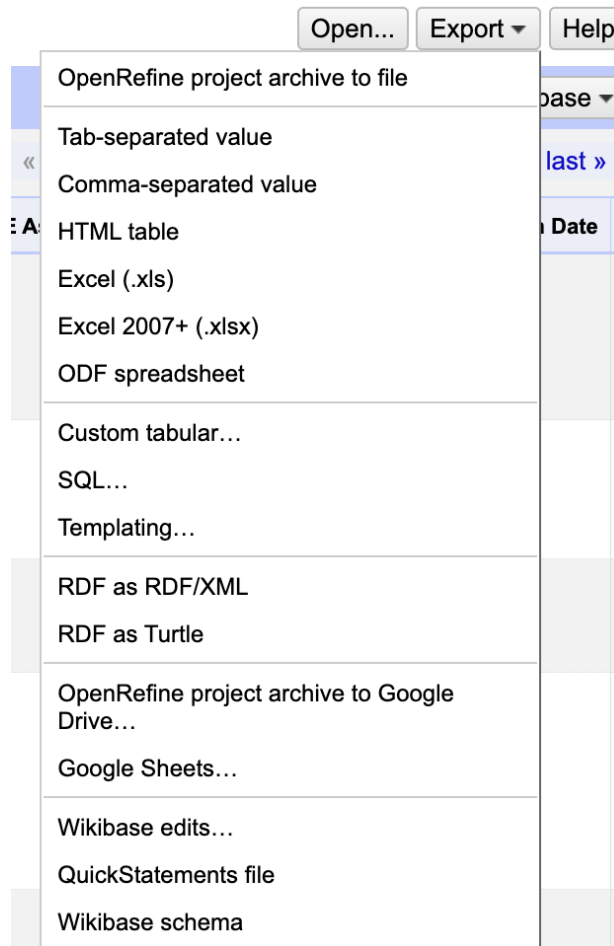 Open... Export Help
OpenRefine project archive to file
Tab-separated value
« last »
Comma-separated value
HTML table Date
Excel (.xls)
Excel 2007+ (.xlsx)
ODF spreadsheet
Custom tabular…
SQL…
Templating…
RDF as RDF/XML
RDF as Turtle
OpenRefine project archive to Google
Drive…
Google Sheets…
Wikibase edits…
QuickStatements file
Wikibase schema